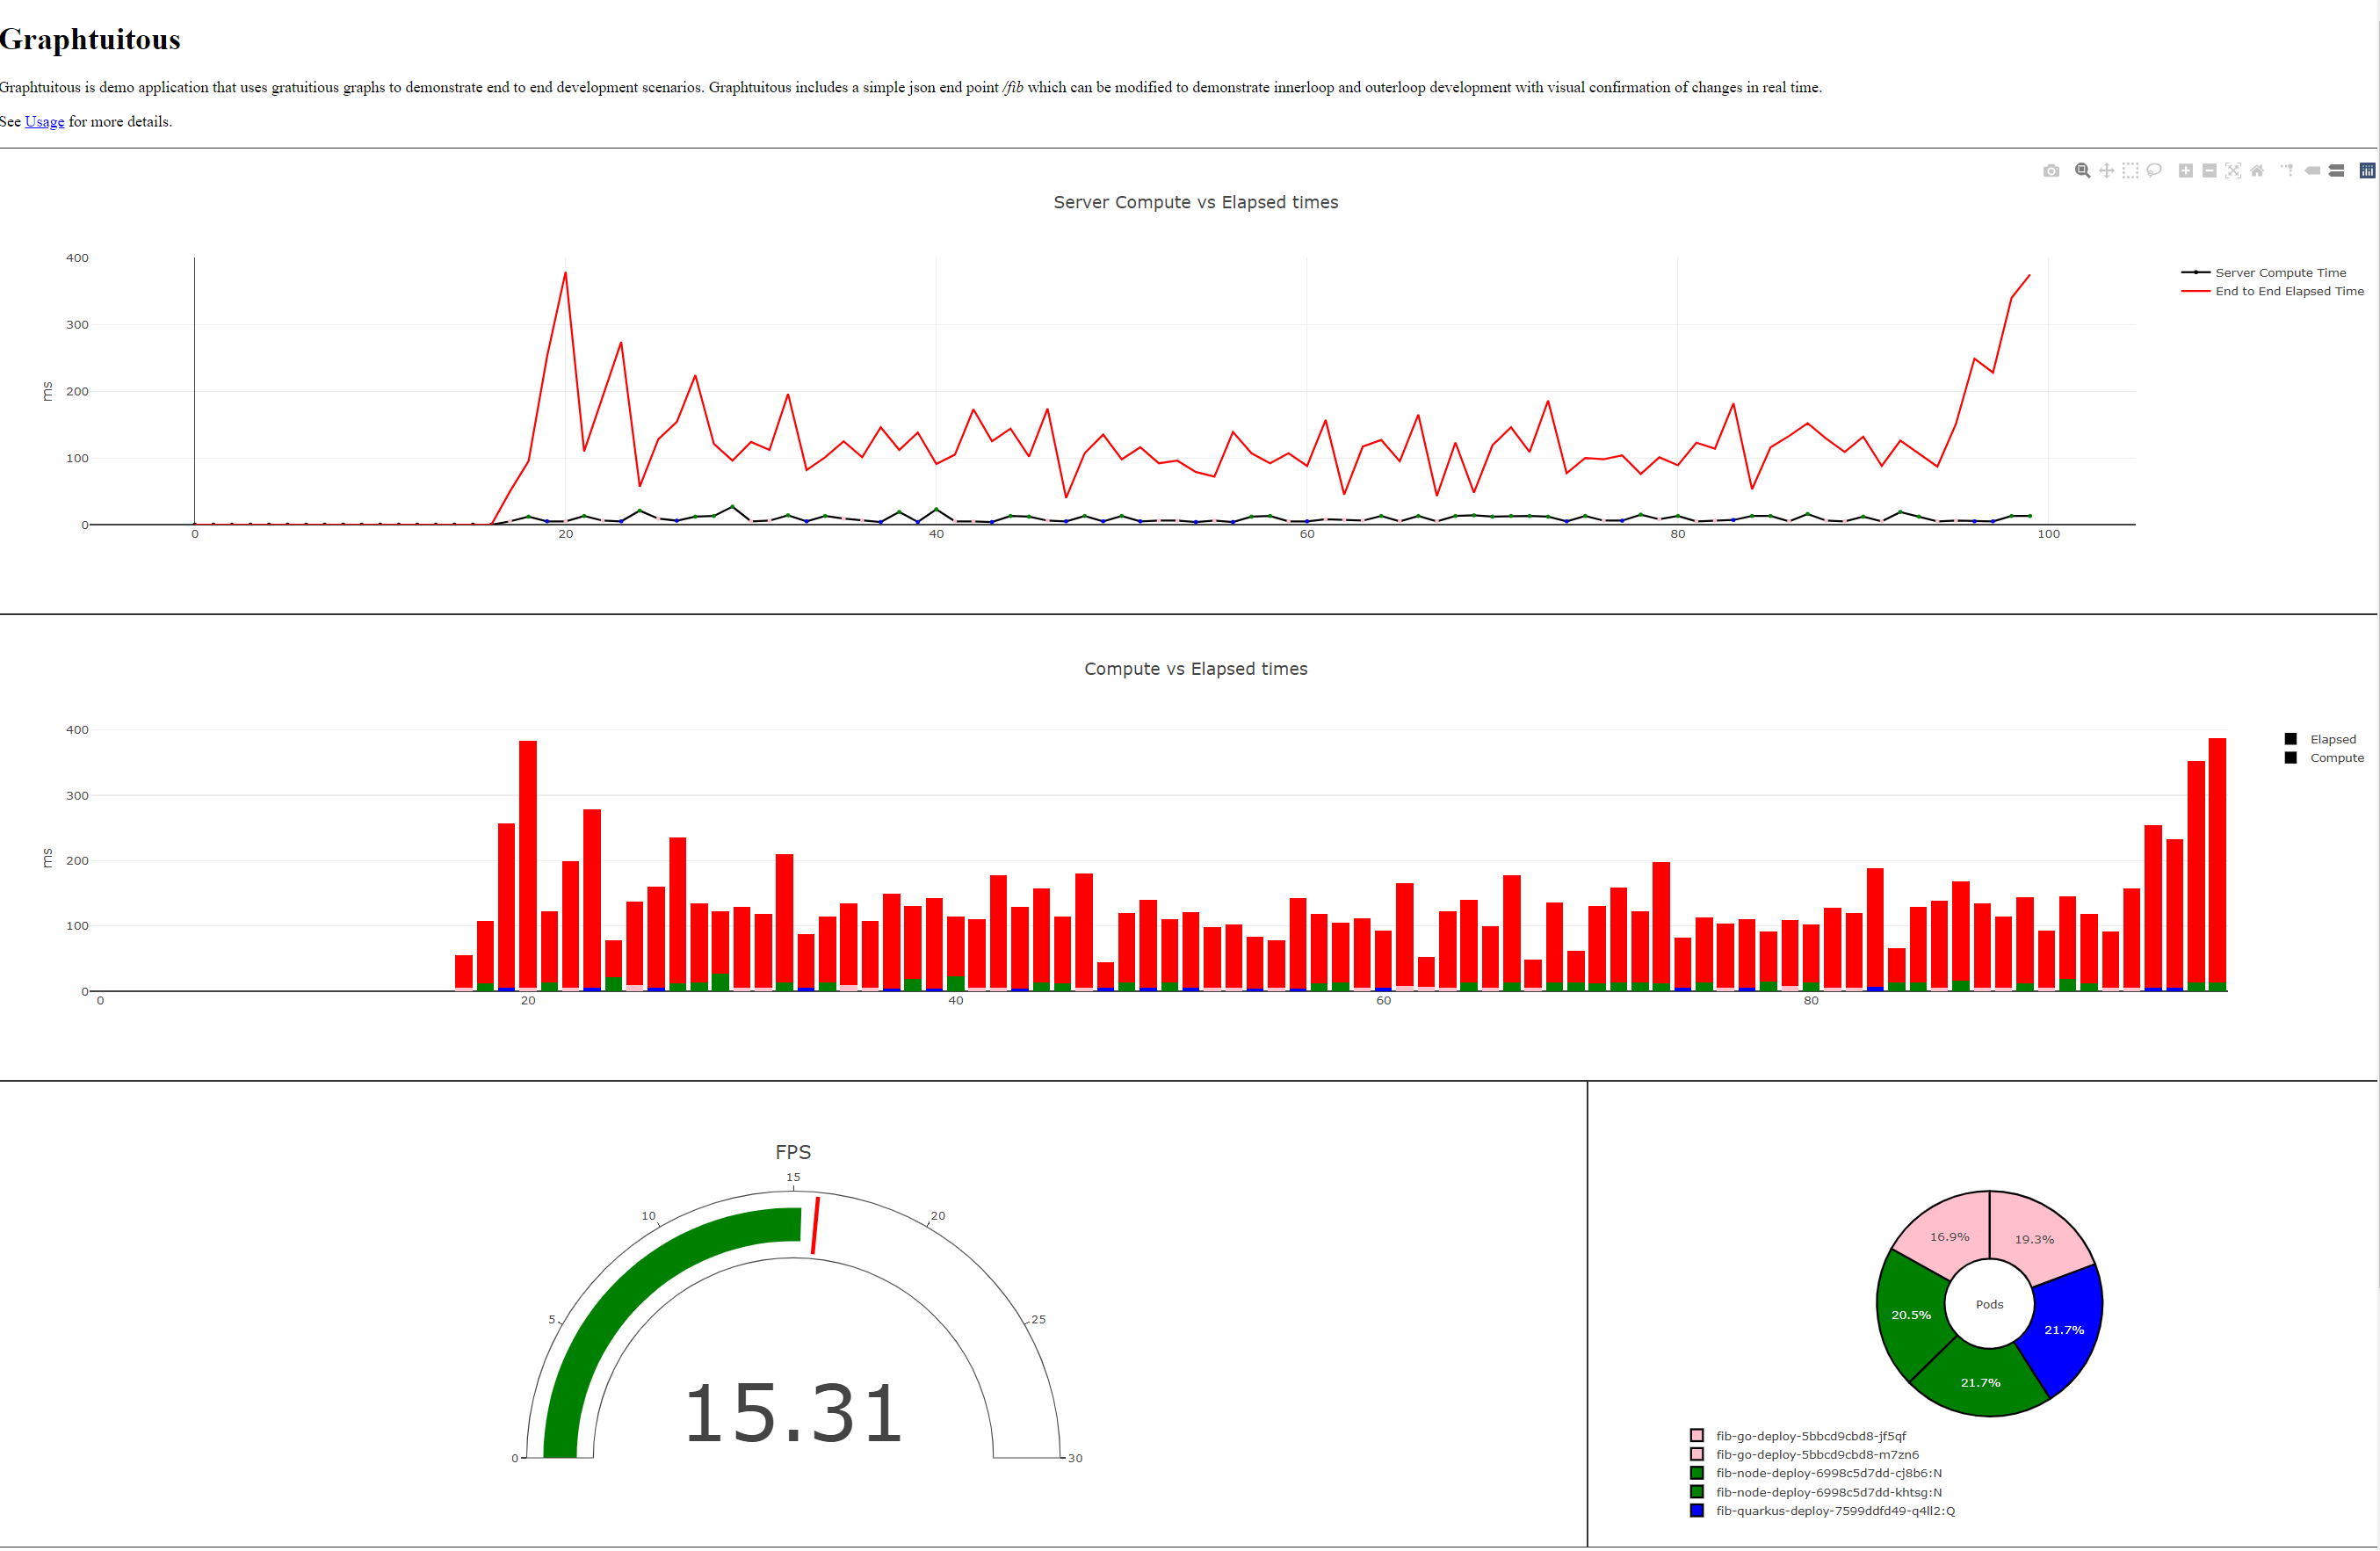 Graphtuitous
Graphtuitous is demo application that uses gratuitious graphs to demonstrate end to end development scenarios. Graphtuitous includes a simple json end point /fib which can be modified to demonstrate innerloop and outerloop development with visual confirmation of changes in real time.
See Usage for more details.
Server Compute vs Elapsed times
400
300
200
100
0
ms
0 20 40 60 80 100
Server Compute Time
End to End Elapsed Time
Compute vs Elapsed times
400
300
200
100
0
ms
0 20 40 60 80
Elapsed
Compute
FPS
0
5
10
15
20
25
30
15.31
16.9%
19.3%
20.5%
Pods
21.7%
21.7%
fib-go-deploy-5bbcd9cbd8-jf5qf
fib-go-deploy-5bbcd9cbd8-m7zn6
fib-node-deploy-6998c5d7dd-cj8b6:N
fib-node-deploy-6998c5d7dd-khtsg:N
fib-quarkus-deploy-7599ddfd49-q4ll2:Q